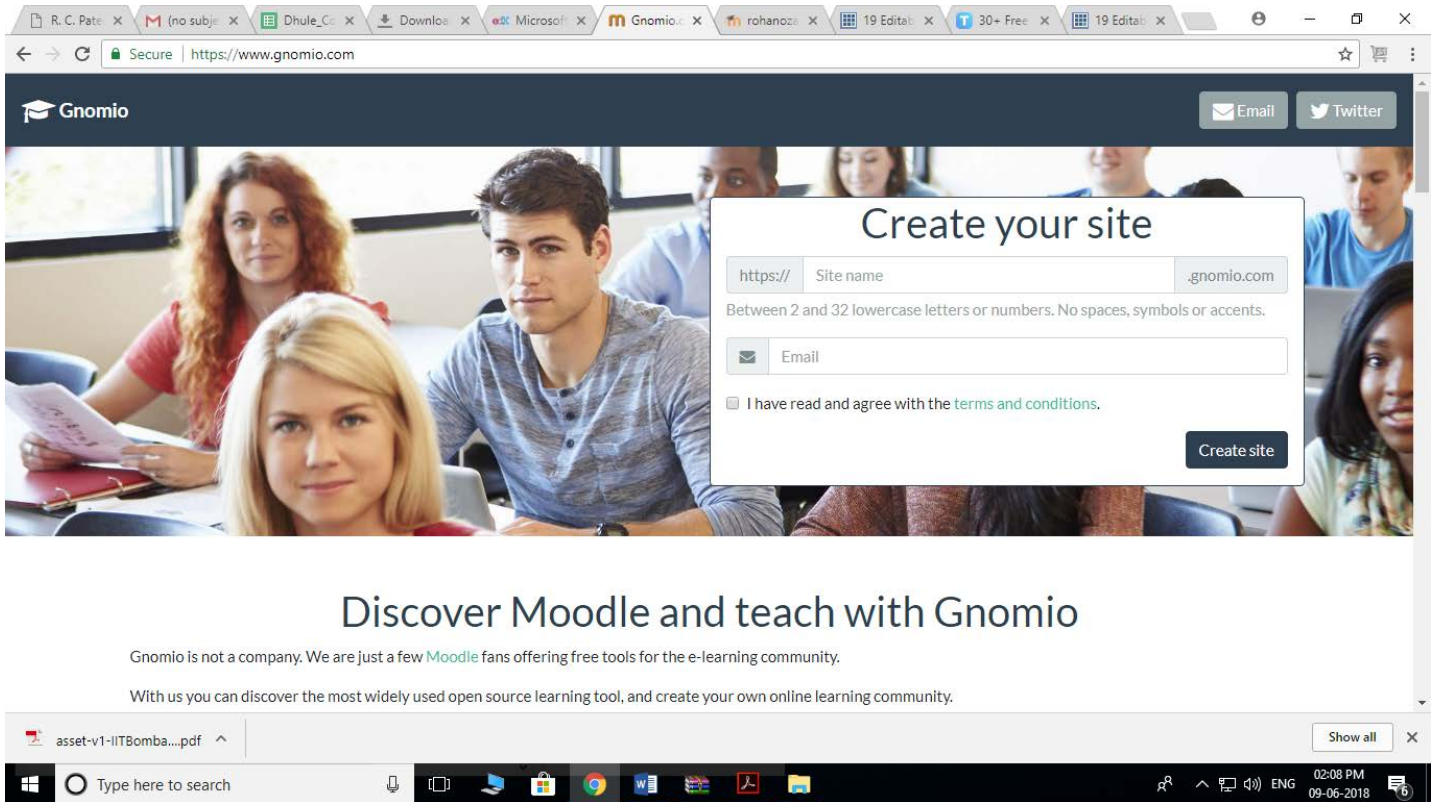 R. C. Pate
(no subje
Dhule_Co
Downloa
Microsof
Gnomio.c
rohanoza
19 Editab
30+ Free
19 Editab
Secure | https://www.gnomio.com
Gnomio
Email
Twitter
Create your site
https:// Site name .gnomio.com
Between 2 and 32 lowercase letters or numbers. No spaces, symbols or accents.
Email
I have read and agree with the terms and conditions.
Create site
Discover Moodle and teach with Gnomio
Gnomio is not a company. We are just a few Moodle fans offering free tools for the e-learning community.
With us you can discover the most widely used open source learning tool, and create your own online learning community.
asset-v1-IITBomba....pdf
Show all
Type here to search
ENG
02:08 PM
09-06-2018
6